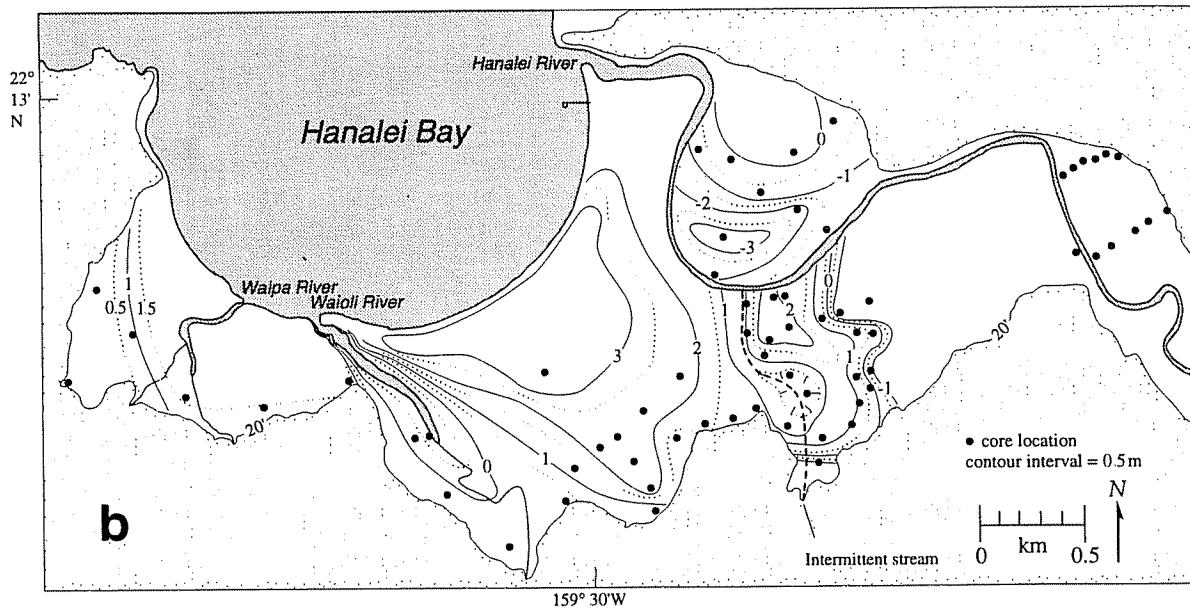 Hanalei River
22°
13'
N
Hanalei Bay
0
-1
-2
-3
1
0.5
1.5
Waipa River
Waioli River
0
1
2
2
3
1
20'
-1
20'
0
1
core location
contour interval = 0.5 m
N
b
0
km
0.5
Intermittent stream
159° 30'W